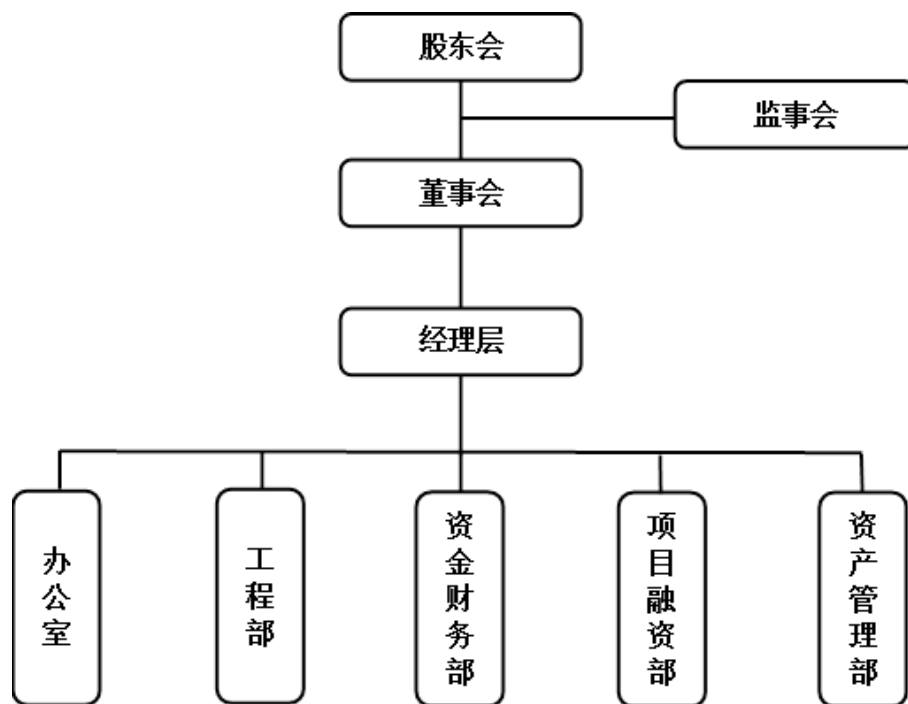 股东会
监事会
董事会
经理层
办公室
工程部
资金财务部
项目融资部
资产管理部